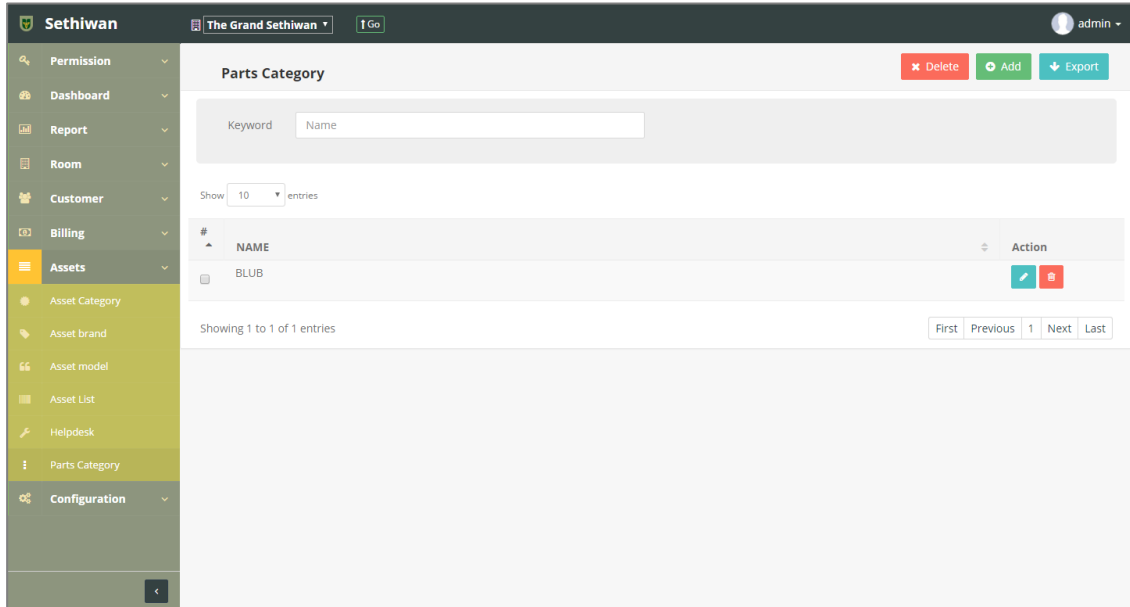 Sethiwan
The Grand Sethiwan
Go
admin
Permission
Dashboard
Report
Room
Customer
Billing
Assets
Asset Category
Asset brand
Asset model
Asset List
Helpdesk
Parts Category
Configuration
Parts Category
Delete
Add
Export
Keyword
Name
Show 10 entries
#
NAME
Action
BLUB
Showing 1 to 1 of 1 entries
First Previous 1 Next Last